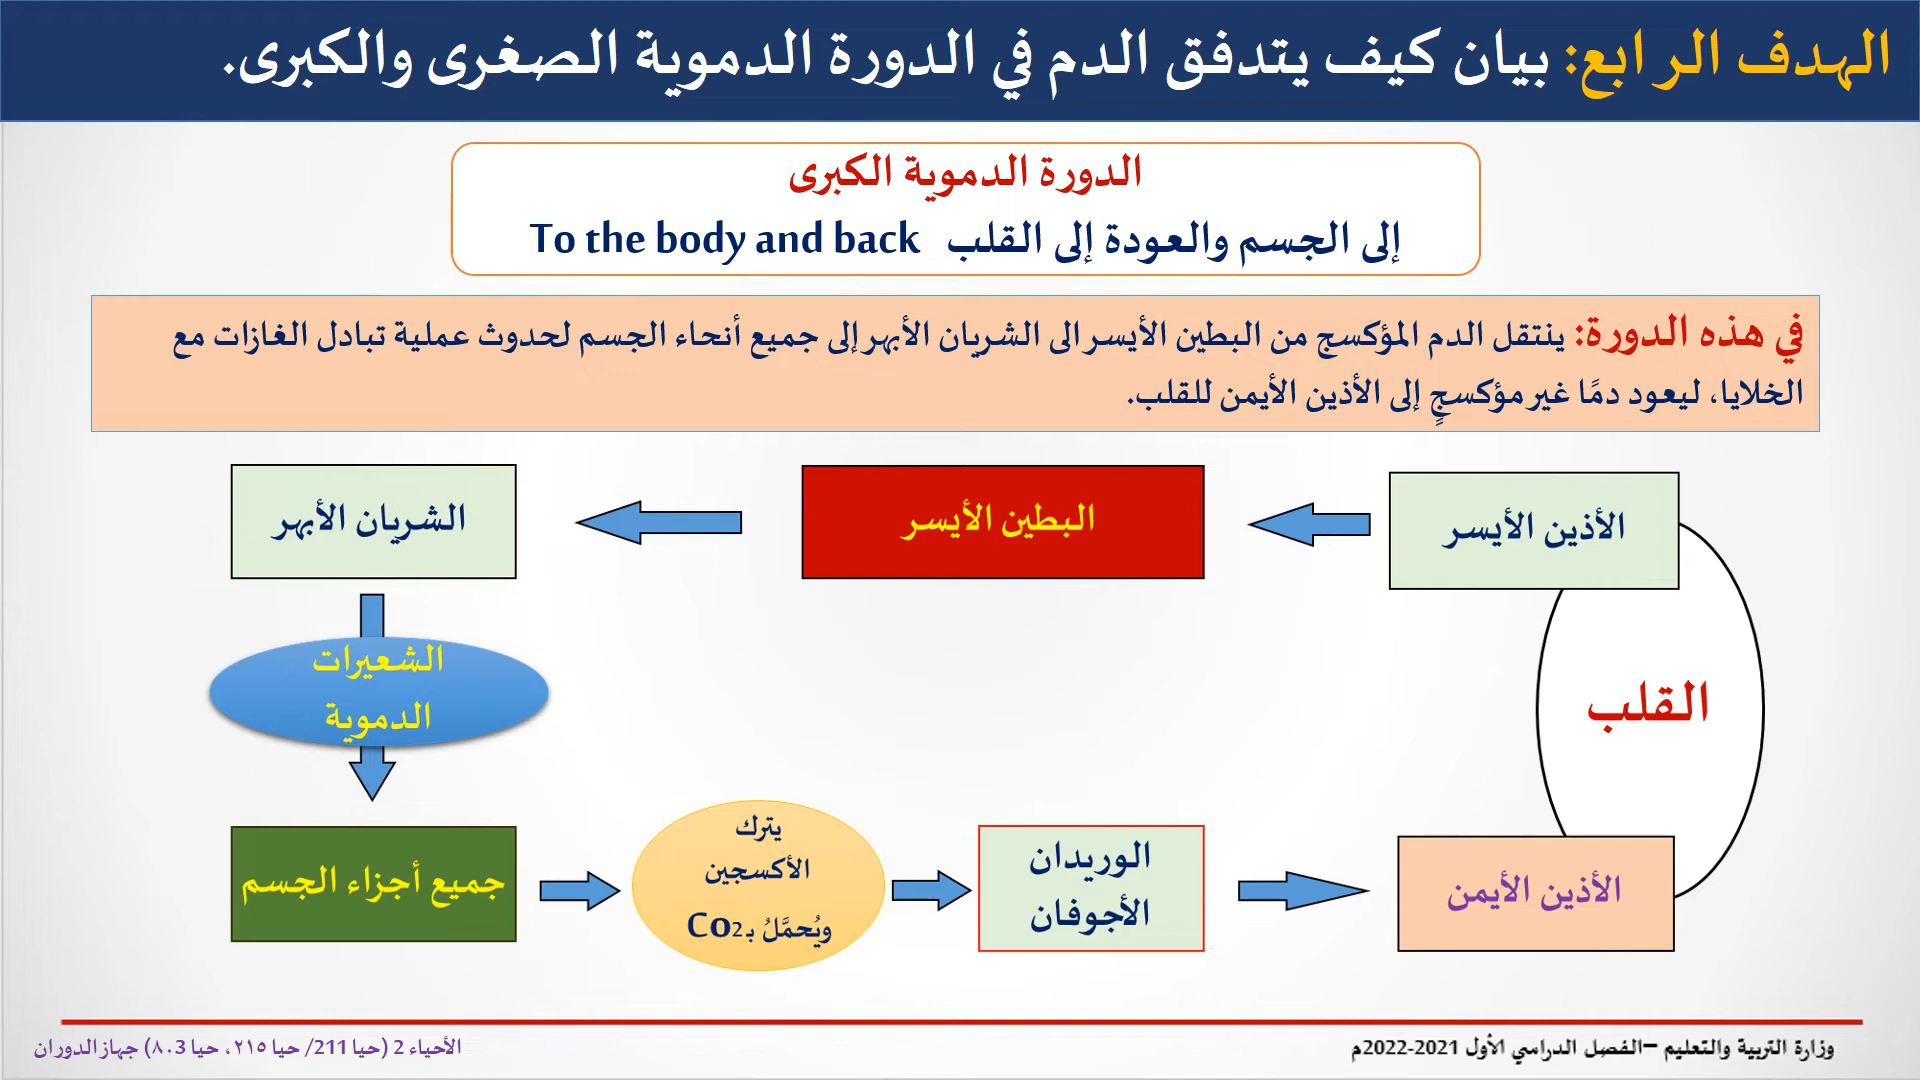 الهدف الرابع: بيان كيف يتدفق الدم في الدورة الدموية الصغرى والكبرى.
الدورة الدموية الكبرى
إلى الجسم والعودة إلى القلب To the body and back
في هذه الدورة: ينتقل الدم المؤكسج من البطين الأيسر الى الشريان الأبهر إلى جميع أنحاء الجسم لحدوث عملية تبادل الغازات مع
الخلايا، ليعود دمًا غير مؤكسجٍ إلى الأذين الأيمن للقلب.
الأذين الأيسر
البطين الأيسر
الشريان الأبهر
الشعيرات
الدموية
القلب
جميع أجزاء الجسم
يترك
الأكسجين
ويُحمَّلُ بـ Co2
الوريدان
الأجوفان
الأذين الأيمن
وزارة التربية والتعليم –الفصل الدراسي الأول 2021-2022م
الأحياء 2 (حيا 211/ حيا ٢١٥، حيا ٨٠3) جهاز الدوران